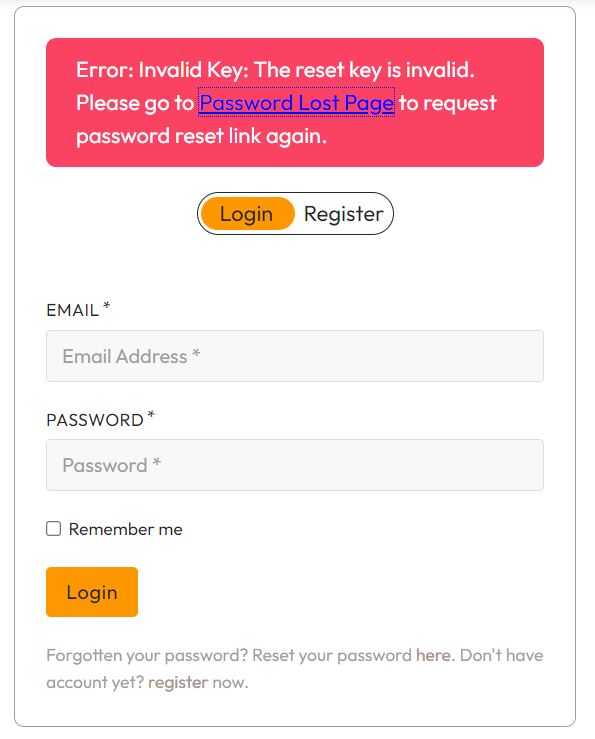 Error: Invalid Key: The reset key is invalid.
Please go to Password Lost Page to request
password reset link again.
Login Register
EMAIL *
Email Address *
PASSWORD *
Password *
Remember me
Login
Forgotten your password? Reset your password here. Don't have
account yet? register now.